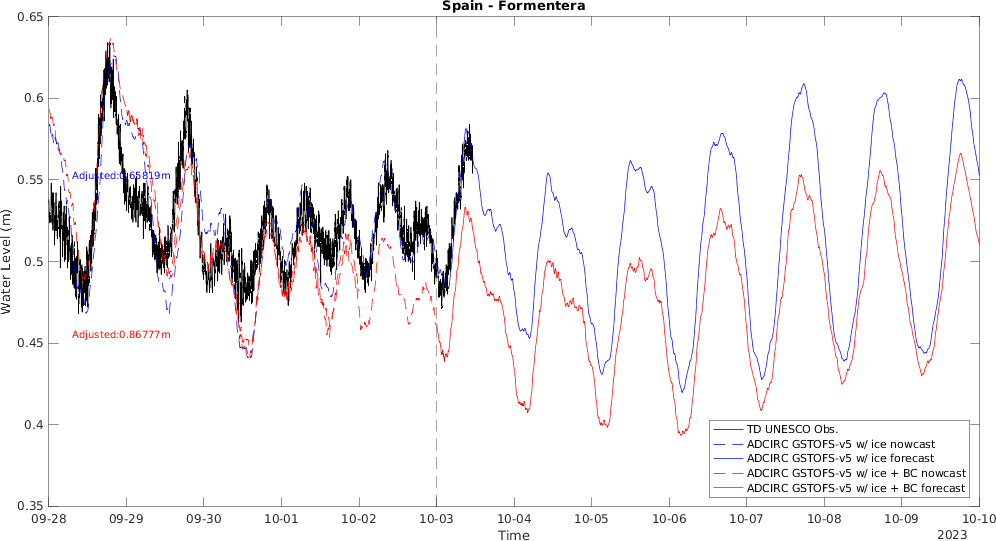 Spain - Formentera
0.65
0.6
0.55
0.5
0.45
0.4
0.35
Water Level (m)
Adjusted:0.65819m
Adjusted:0.86777m
TD UNESCO Obs.
ADCIRC GSTOFS-v5 w/ ice nowcast
ADCIRC GSTOFS-v5 w/ ice forecast
ADCIRC GSTOFS-v5 w/ ice + BC nowcast
ADCIRC GSTOFS-v5 w/ ice + BC forecast
09-28 09-29 09-30 10-01 10-02 10-03 10-04 10-05 10-06 10-07 10-08 10-09 10-10
Time
2023